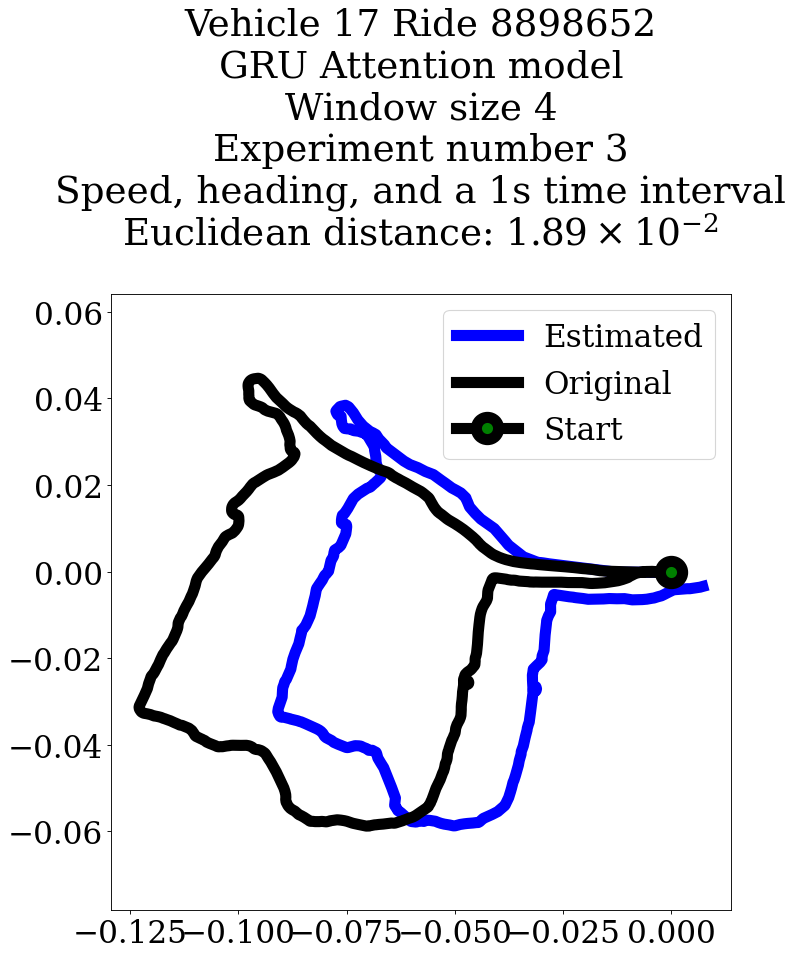 Vehicle 17 Ride 8898652
GRU Attention model
Window size 4
Experiment number 3
Speed, heading, and a 1s time interval
Euclidean distance: 1.89 × 10⁻²
Estimated
Original
Start
0.06
0.04
0.02
0.00
−0.02
−0.04
−0.06
−0.125 −0.100 −0.075 −0.050 −0.025 0.000